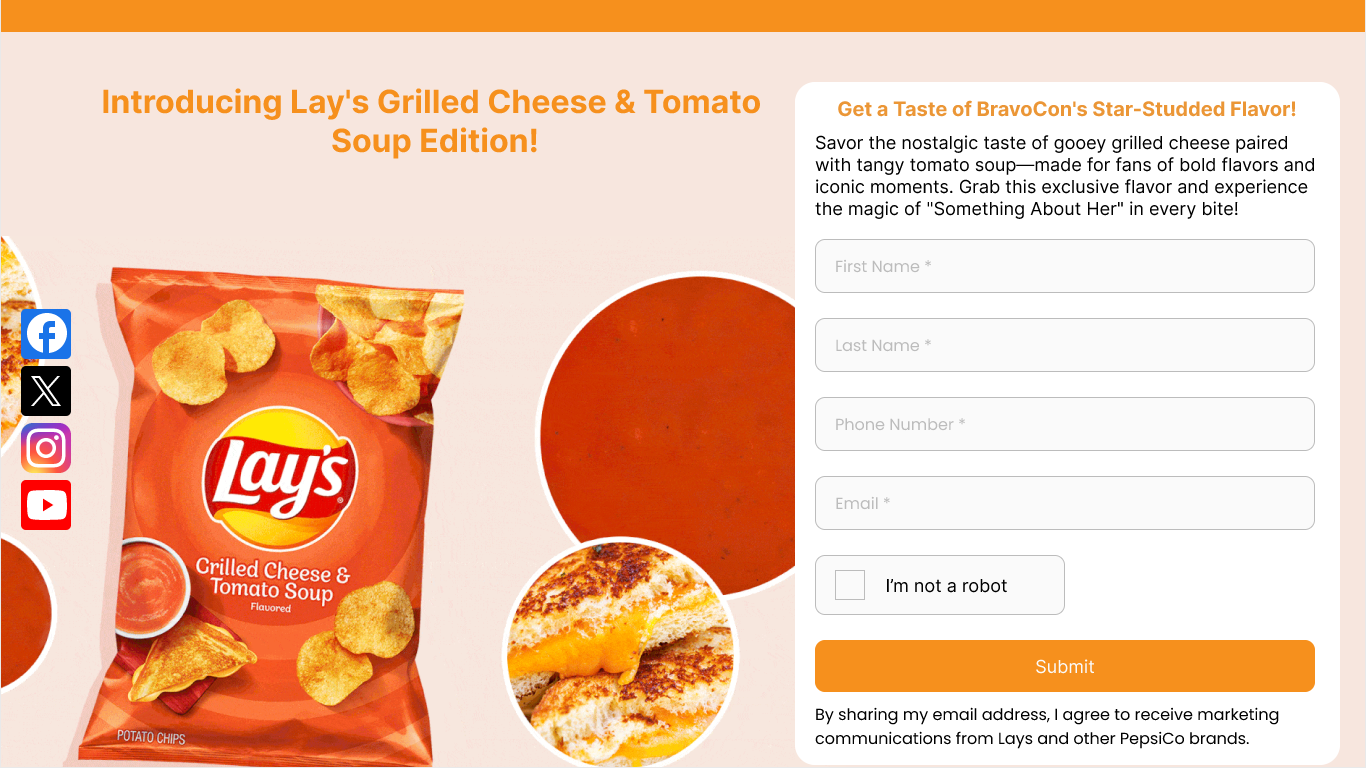 Introducing Lay's Grilled Cheese & Tomato
Soup Edition!
Lay's
Grilled Cheese &
Tomato Soup
Flavored
POTATO CHIPS
Get a Taste of BravoCon's Star-Studded Flavor!
Savor the nostalgic taste of gooey grilled cheese paired
with tangy tomato soup—made for fans of bold flavors and
iconic moments. Grab this exclusive flavor and experience
the magic of "Something About Her" in every bite!
First Name *
Last Name *
Phone Number *
Email *
I'm not a robot
Submit
By sharing my email address, I agree to receive marketing
communications from Lays and other PepsiCo brands.